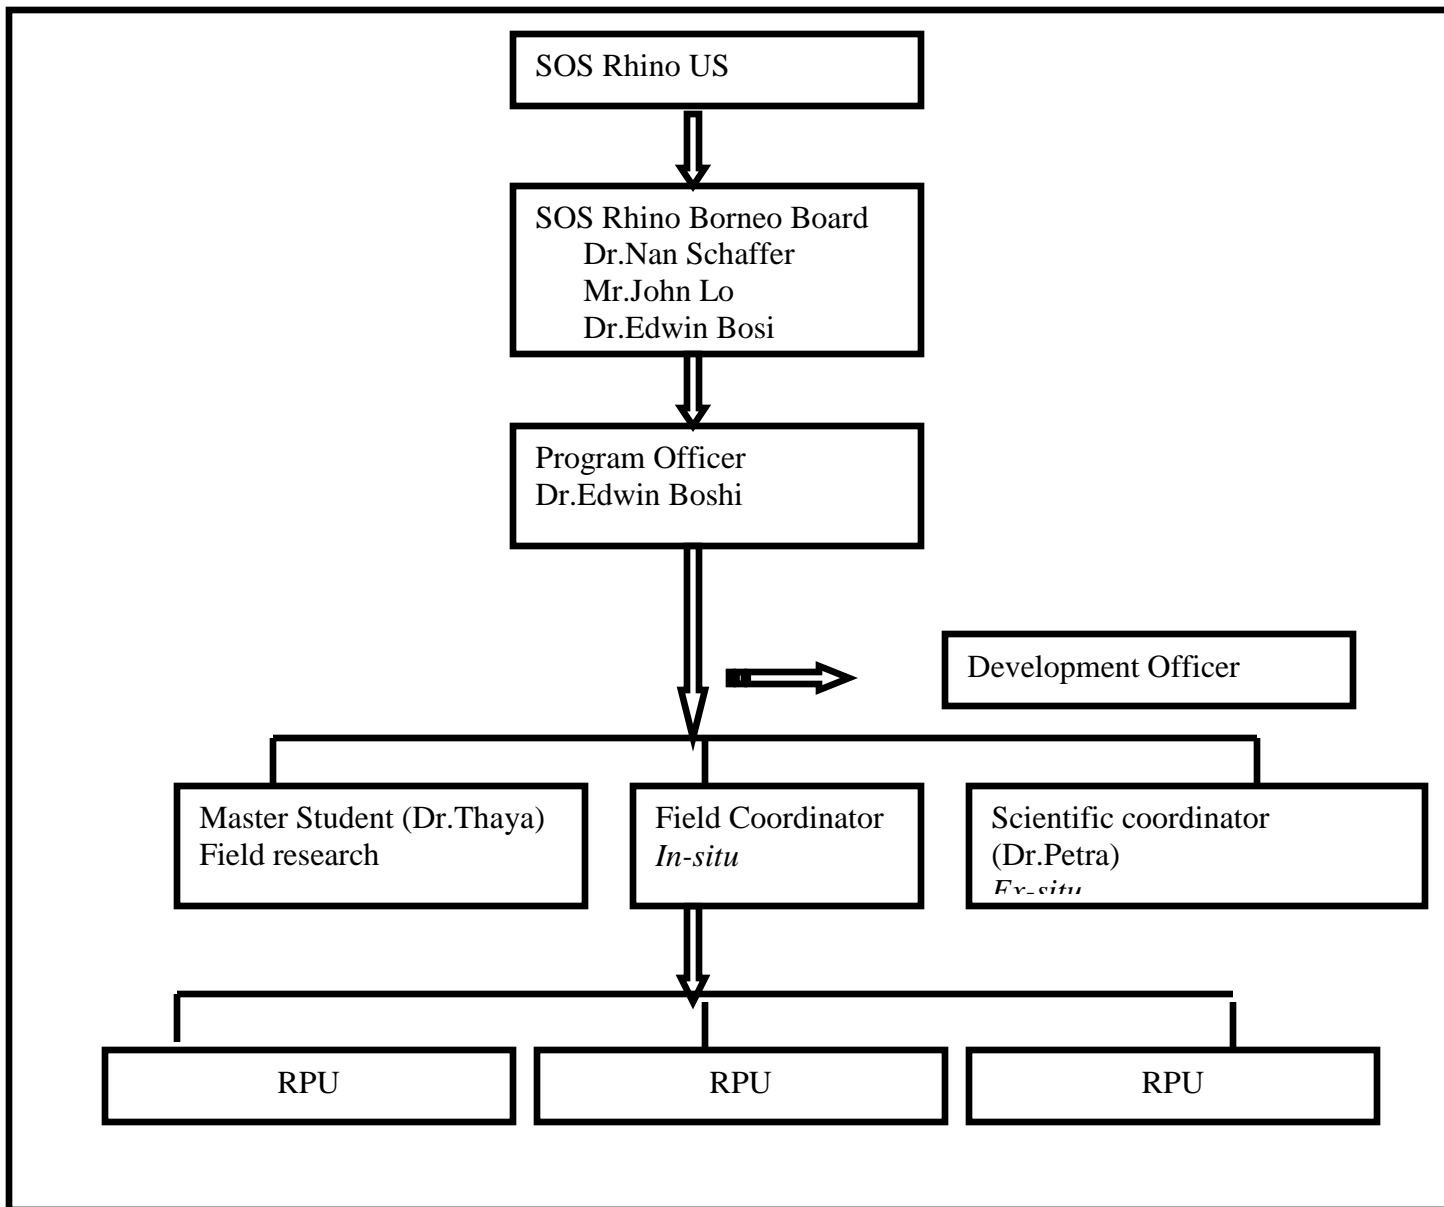 SOS Rhino US
SOS Rhino Borneo Board
Dr.Nan Schaffer
Mr.John Lo
Dr.Edwin Bosi
Program Officer
Dr.Edwin Boshi
Development Officer
Master Student (Dr.Thaya)
Field research
Field Coordinator
In-situ
Scientific coordinator
(Dr.Petra)
Ex-situ
RPU
RPU
RPU